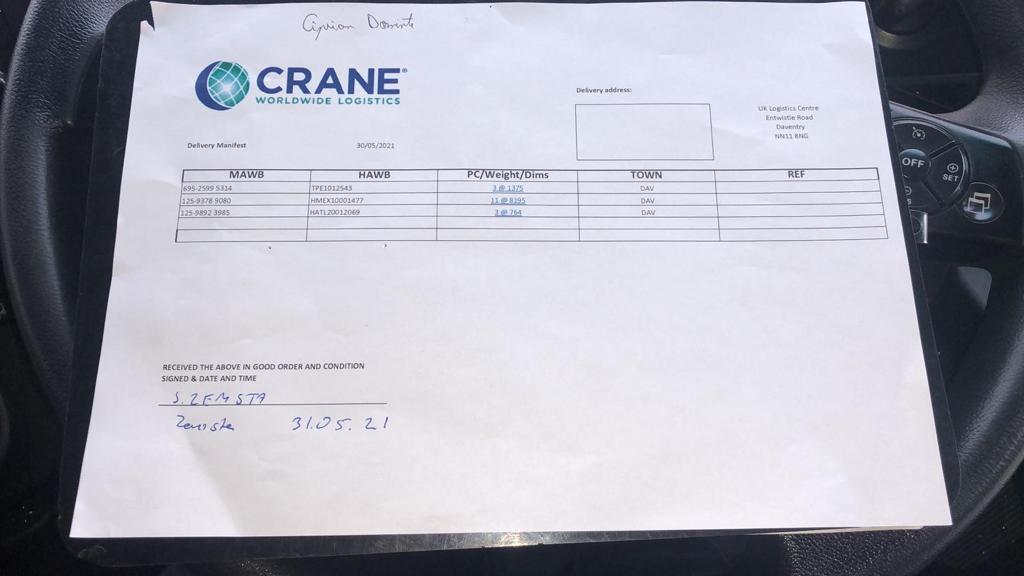 Ciprian
CRANE®
WORLDWIDE LOGISTICS
Delivery address:
UK Logistics Centre
Entwistle Road
Daventry
NN11 8NG
Delivery Manifest 30/05/2021
MAWB HAWB PC/Weight/Dims TOWN REF
695-2599 5314 TPE1012543 3 @ 1375 DAV
125-9378 9080 HMEX10001477 11 @ 8195 DAV
125-9892 3985 HATL20012069 3 @ 764 DAV
RECEIVED THE ABOVE IN GOOD ORDER AND CONDITION
SIGNED & DATE AND TIME
S. ZEMSTA
Zemsta 31.05.21
OFF
SET